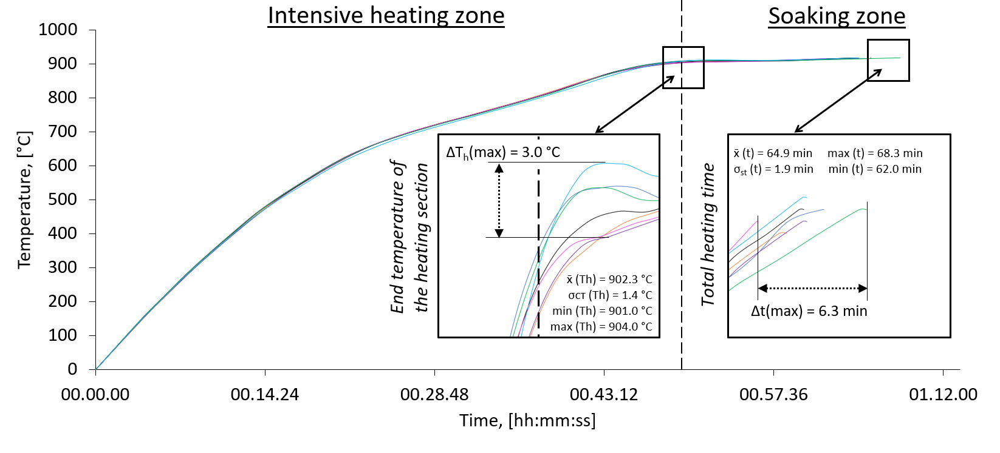 Intensive heating zone
Soaking zone
1000
900
800
700
600
500
400
300
200
100
0
Temperature, [°C]
00.00.00
00.14.24
00.28.48
00.43.12
00.57.36
01.12.00
Time, [hh:mm:ss]
End temperature of
the heating section
ΔTh(max) = 3.0 °C
x̄ (Th) = 902.3 °C
σст (Th) = 1.4 °C
min (Th) = 901.0 °C
max (Th) = 904.0 °C
Total heating time
x̄ (t) = 64.9 min max (t) = 68.3 min
σst (t) = 1.9 min min (t) = 62.0 min
Δt(max) = 6.3 min